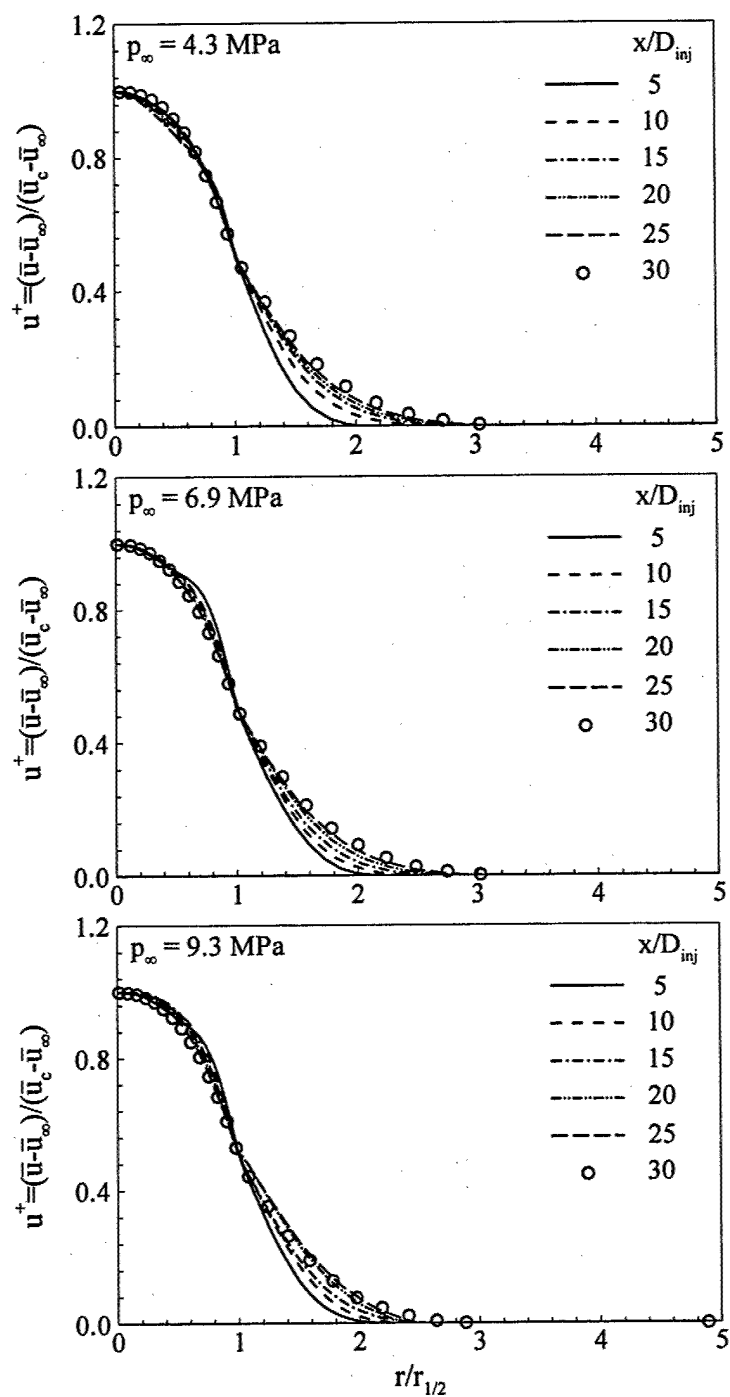 1.2
p∞ = 4.3 MPa
x/Dinj
5
10
15
20
25
30
0.8
0.4
0.0
u⁺=(ū-ū∞)/(ūc-ū∞)
0 1 2 3 4 5
1.2
p∞ = 6.9 MPa
x/Dinj
5
10
15
20
25
30
0.8
0.4
0.0
u⁺=(ū-ū∞)/(ūc-ū∞)
0 1 2 3 4 5
1.2
p∞ = 9.3 MPa
x/Dinj
5
10
15
20
25
30
0.8
0.4
0.0
u⁺=(ū-ū∞)/(ūc-ū∞)
0 1 2 3 4 5
r/r1/2